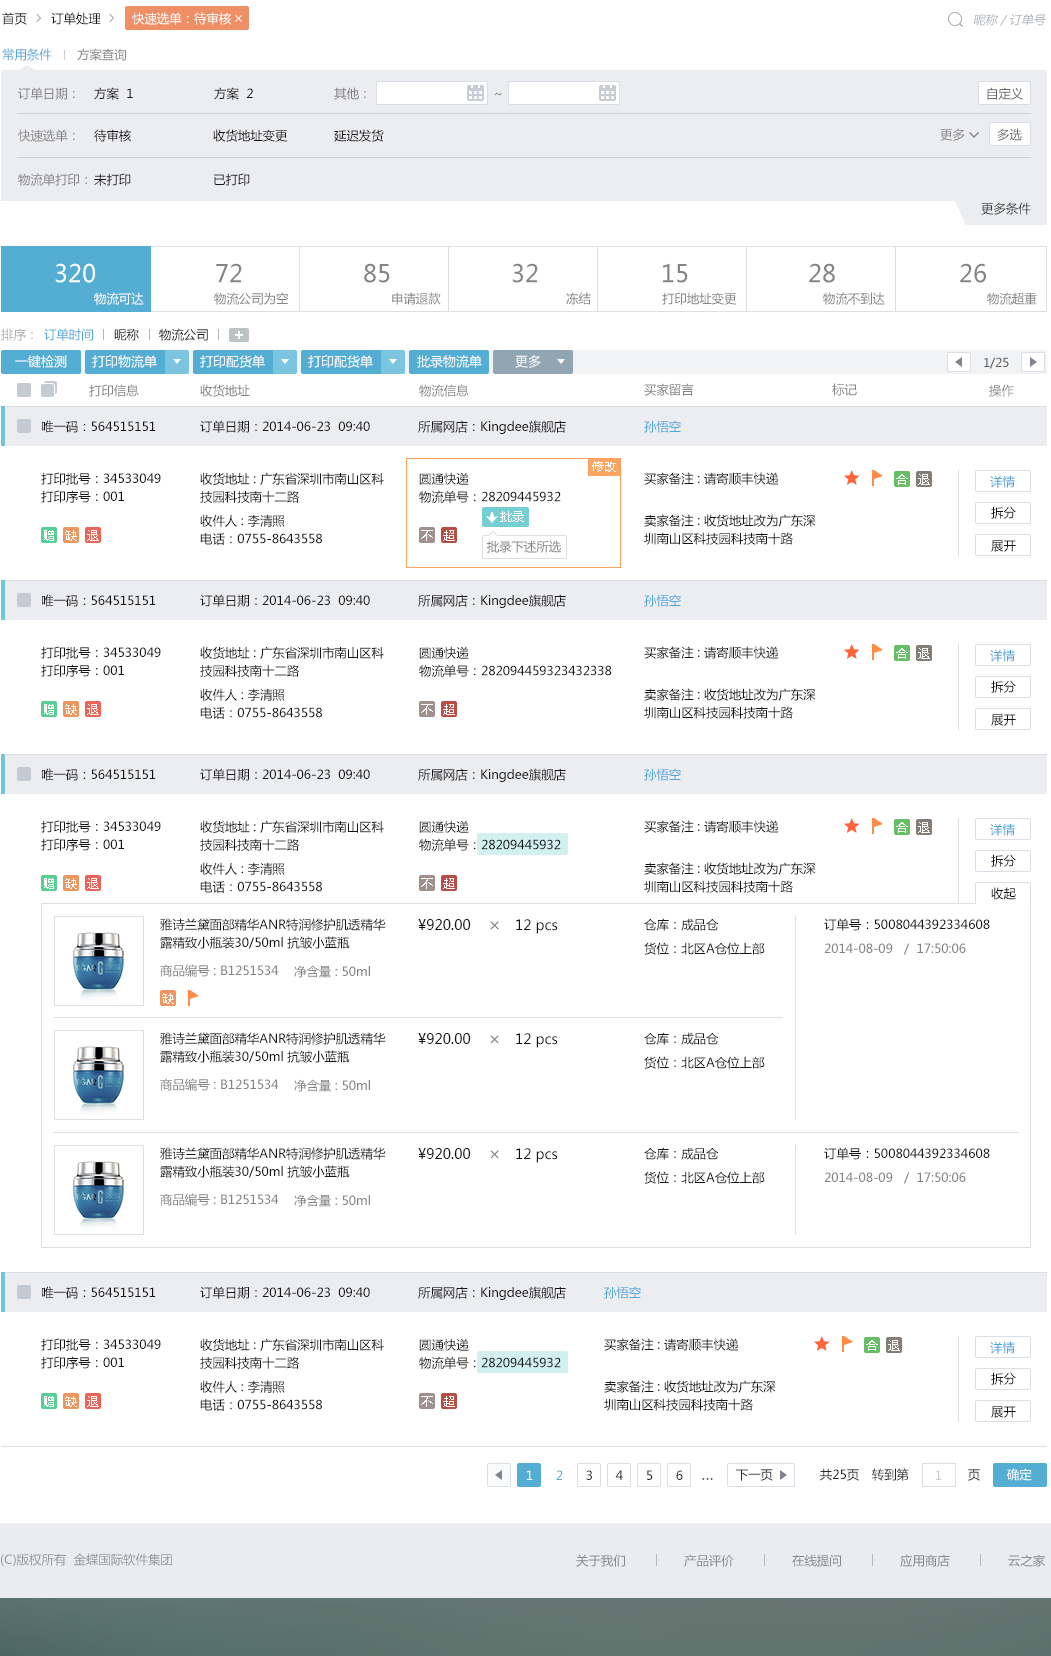 首页 > 订单处理 > 快速选单：待审核×
昵称 / 订单号
常用条件 | 方案查询
订单日期： 方案 1 方案 2 其他： ~ 自定义
快速选单： 待审核 收货地址变更 延迟发货 更多 多选
物流单打印： 未打印 已打印
更多条件
320 72 85 32 15 28 26
物流可达 物流公司为空 申请退款 冻结 打印地址变更 物流不到达 物流超重
排序： 订单时间 | 昵称 | 物流公司 | +
一键检测 打印物流单 打印配货单 打印配货单 批录物流单 更多 1/25
打印信息 收货地址 物流信息 买家留言 标记 操作
唯一码：564515151 订单日期：2014-06-23 09:40 所属网店：Kingdee旗舰店 孙悟空
修改
打印批号：34533049 收货地址：广东省深圳市南山区科 圆通快递 买家备注：请寄顺丰快递 合 退 详情
打印序号：001 技园科技南十二路 物流单号：28209445932
批录 拆分
收件人：李清照 卖家备注：收货地址改为广东深
赠 缺 退 电话：0755-8643558 不 超 圳南山区科技园科技南十路
批录下述所选 展开
唯一码：564515151 订单日期：2014-06-23 09:40 所属网店：Kingdee旗舰店 孙悟空
打印批号：34533049 收货地址：广东省深圳市南山区科 圆通快递 买家备注：请寄顺丰快递 合 退 详情
打印序号：001 技园科技南十二路 物流单号：282094459323432338
收件人：李清照 卖家备注：收货地址改为广东深 拆分
赠 缺 退 电话：0755-8643558 不 超 圳南山区科技园科技南十路 展开
唯一码：564515151 订单日期：2014-06-23 09:40 所属网店：Kingdee旗舰店 孙悟空
打印批号：34533049 收货地址：广东省深圳市南山区科 圆通快递 买家备注：请寄顺丰快递 合 退 详情
打印序号：001 技园科技南十二路 物流单号：28209445932
收件人：李清照 卖家备注：收货地址改为广东深 拆分
赠 缺 退 电话：0755-8643558 不 超 圳南山区科技园科技南十路 收起
雅诗兰黛面部精华ANR特润修护肌透精华 ¥920.00 × 12 pcs 仓库：成品仓 订单号：5008044392334608
露精致小瓶装30/50ml 抗皱小蓝瓶 货位：北区A仓位上部 2014-08-09 / 17:50:06
商品编号：B1251534 净含量：50ml
缺
雅诗兰黛面部精华ANR特润修护肌透精华 ¥920.00 × 12 pcs 仓库：成品仓
露精致小瓶装30/50ml 抗皱小蓝瓶 货位：北区A仓位上部
商品编号：B1251534 净含量：50ml
雅诗兰黛面部精华ANR特润修护肌透精华 ¥920.00 × 12 pcs 仓库：成品仓 订单号：5008044392334608
露精致小瓶装30/50ml 抗皱小蓝瓶 货位：北区A仓位上部 2014-08-09 / 17:50:06
商品编号：B1251534 净含量：50ml
唯一码：564515151 订单日期：2014-06-23 09:40 所属网店：Kingdee旗舰店 孙悟空
打印批号：34533049 收货地址：广东省深圳市南山区科 圆通快递 买家备注：请寄顺丰快递 合 退 详情
打印序号：001 技园科技南十二路 物流单号：28209445932
收件人：李清照 卖家备注：收货地址改为广东深 拆分
赠 缺 退 电话：0755-8643558 不 超 圳南山区科技园科技南十路 展开
1 2 3 4 5 6 ... 下一页 共25页 转到第 1 页 确定
(C)版权所有 金蝶国际软件集团 关于我们 | 产品评价 | 在线提问 | 应用商店 | 云之家